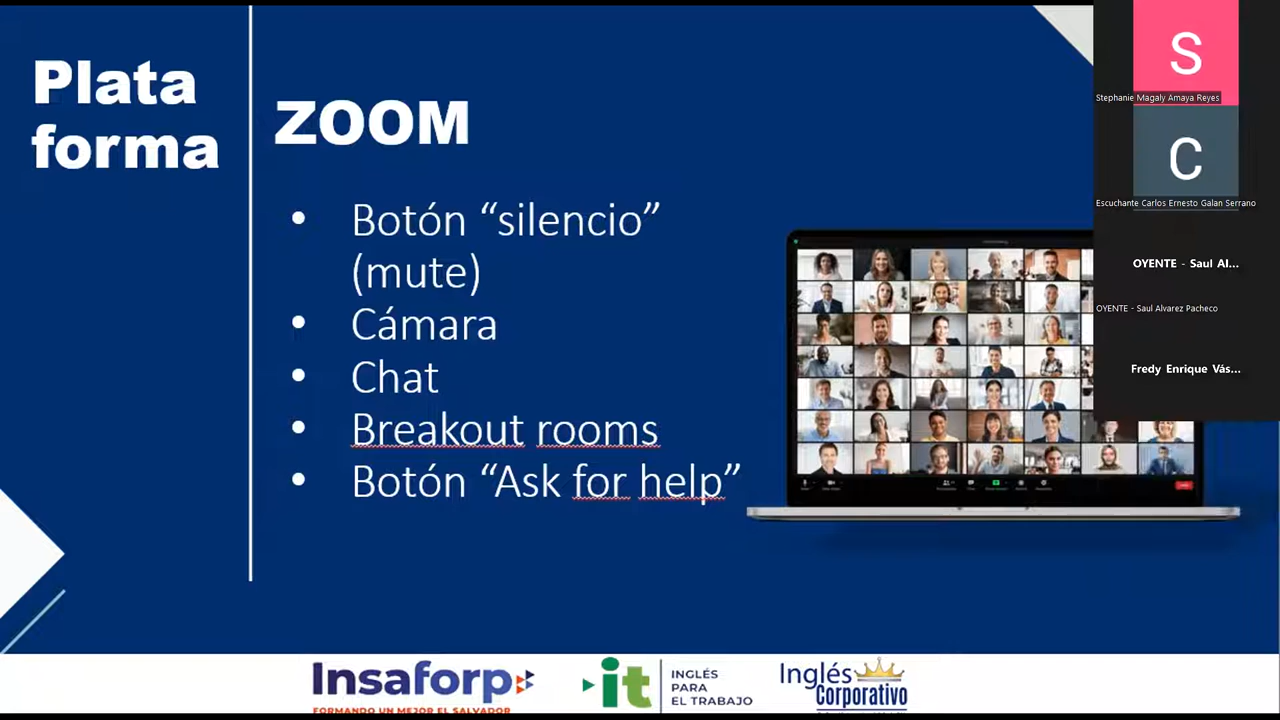 Plata
forma
ZOOM
• Botón “silencio”
(mute)
• Cámara
• Chat
• Breakout rooms
• Botón “Ask for help”
S
Stephanie Magaly Amaya Reyes
C
Escuchante Carlos Ernesto Galan Serrano
OYENTE - Saul Al...
OYENTE - Saul Alvarez Pacheco
Fredy Enrique Vás...
Insaforp
FORMANDO UN MEJOR EL SALVADOR
it
INGLÉS
PARA
EL TRABAJO
Inglés
Corporativo